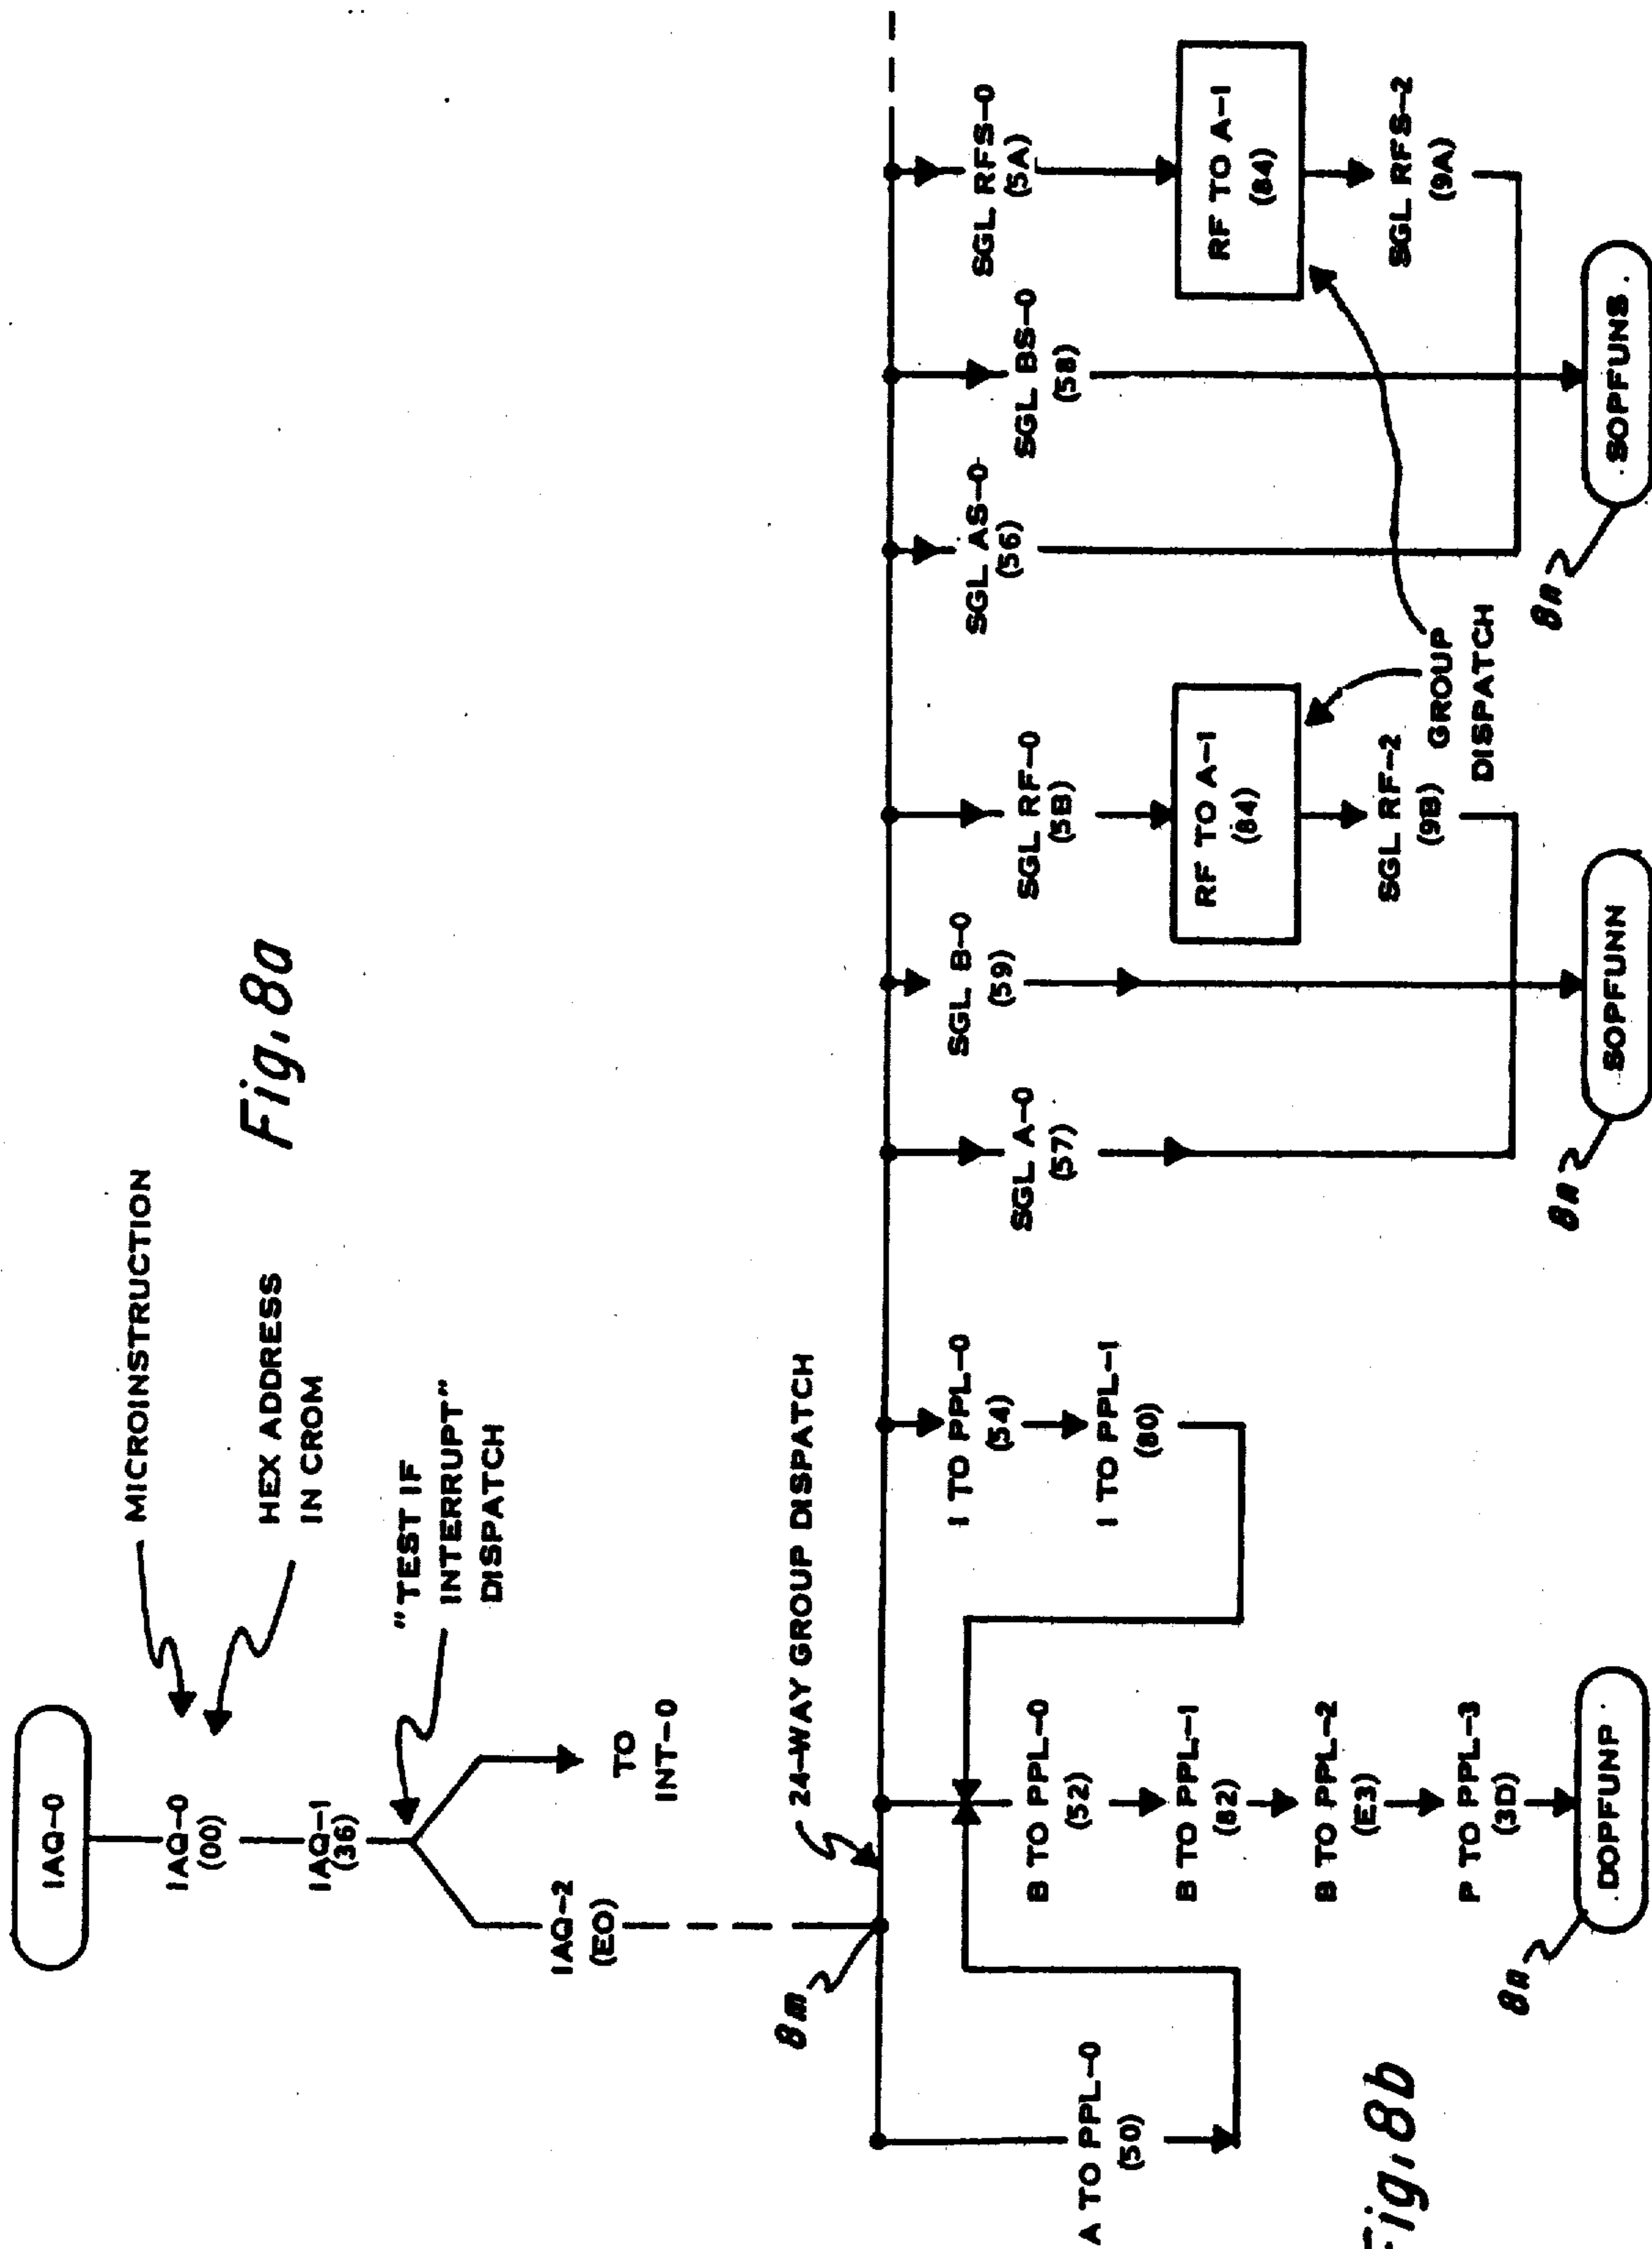 Fig. 8a
IAQ-0
IAQ-0
(00)
MICROINSTRUCTION
HEX ADDRESS
IN CROM
IAQ-1
(36)
"TEST IF
INTERRUPT"
DISPATCH
IAQ-2
(E0)
TO
INT-0
8m
24-WAY GROUP DISPATCH
A TO PPL-0
(50)
B TO PPL-0
(52)
B TO PPL-1
(82)
B TO PPL-2
(E3)
P TO PPL-3
(3D)
8n
DOPFUNP
I TO PPL-0
(54)
I TO PPL-1
(80)
SGL A-0
(57)
SGL B-0
(59)
SGL RF-0
(5B)
RF TO A-1
(84)
SGL RF-2
(9B)
8n
SOPFUNN
GROUP
DISPATCH
SGL AS-0
(56)
SGL BS-0
(58)
SGL RFS-0
(5A)
RF TO A-1
(84)
SGL RFS-2
(9A)
8n
SOPFUNS
Fig. 8b